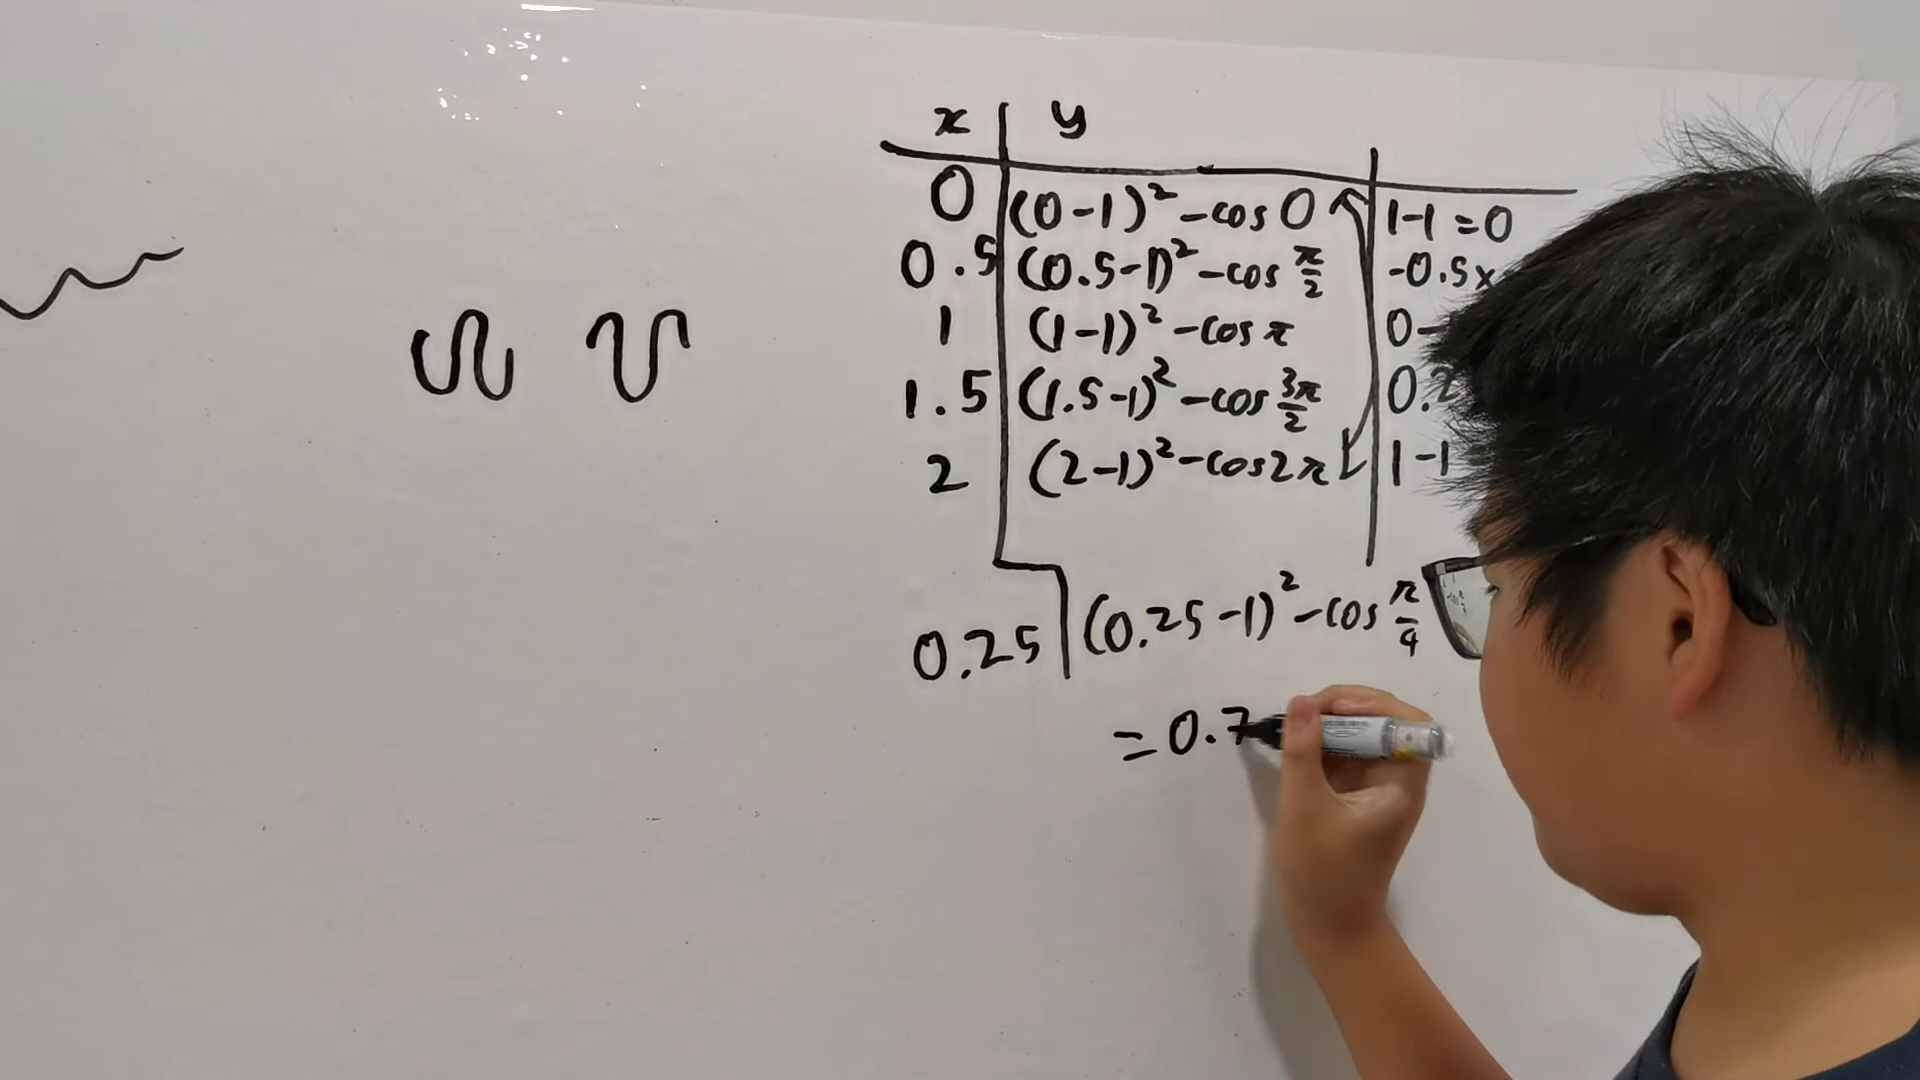 x y
0 (0-1)² -cos 0 1-1=0
0.5 (0.5-1)² -cos π/2 -0.5x
1 (1-1)² -cos π 0-
1.5 (1.5-1)² -cos 3π/2 0.2
2 (2-1)² -cos2π 1-1
0.25 (0.25-1)² -cos π/4
=0.7